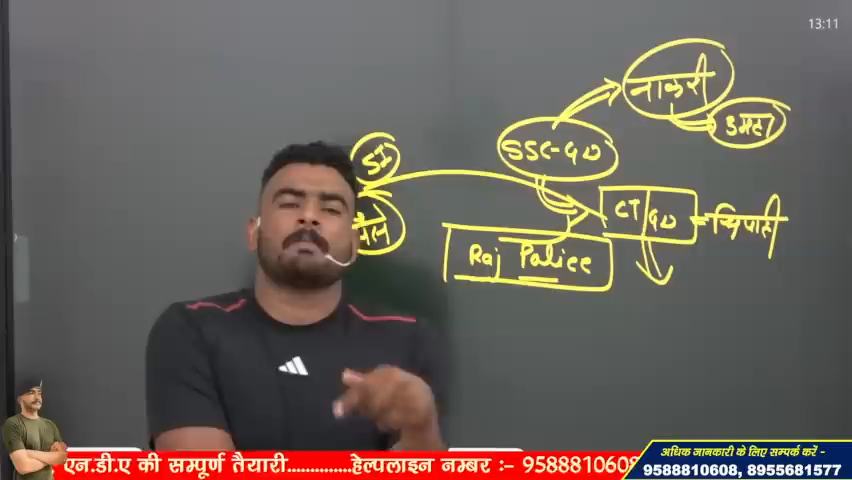 13:11
नौकरी
SSC-GD
SI
CT GD = सिपाही
पैसे
Raj Police
एन.डी.ए की सम्पूर्ण तैयारी..............हेल्पलाइन नम्बर :- 9588810608
अधिक जानकारी के लिए सम्पर्क करें -
9588810608, 8955681577